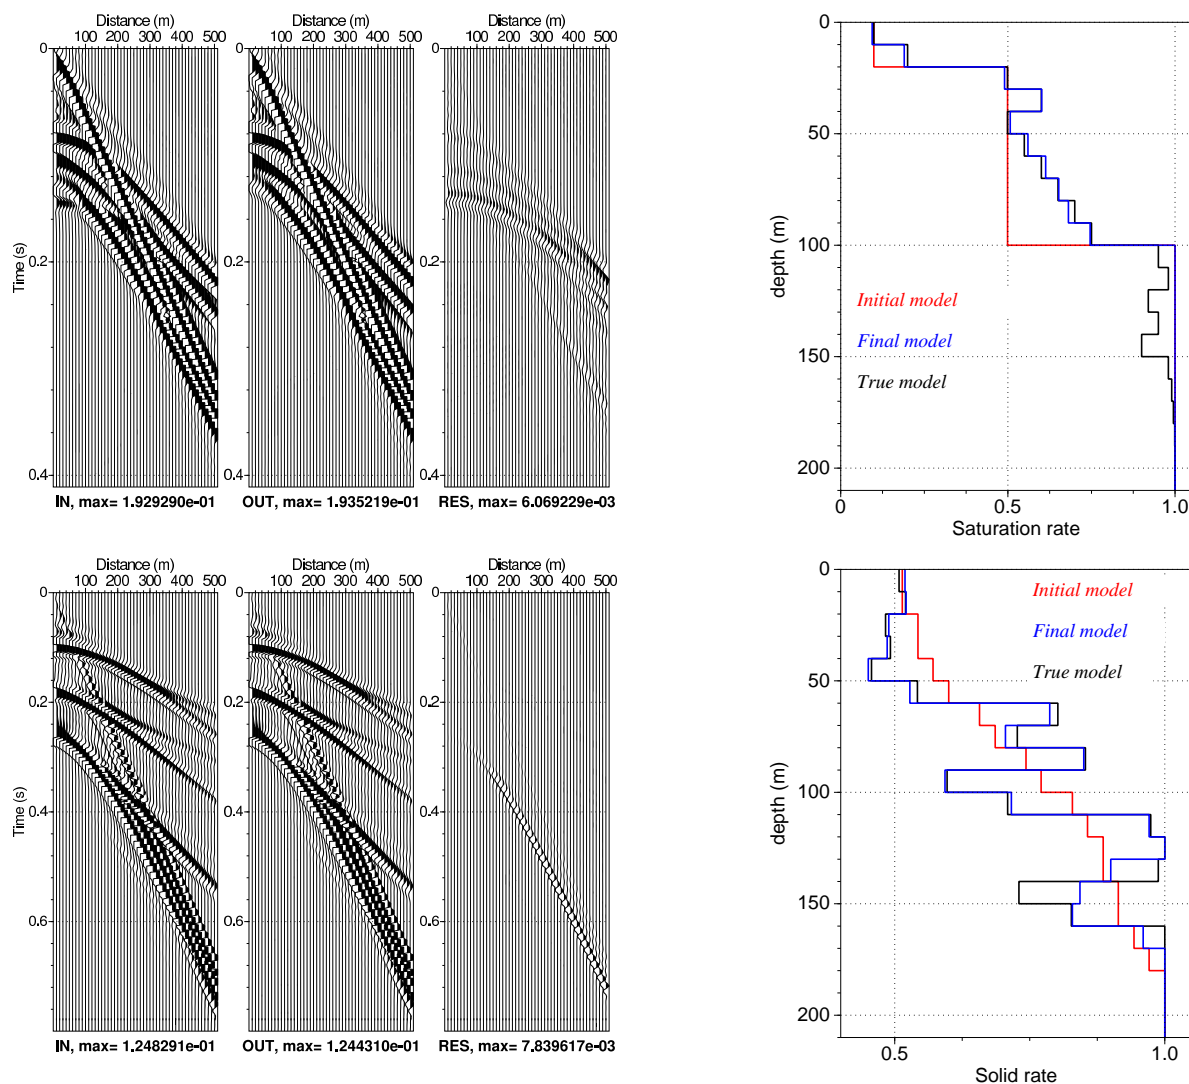 Distance (m) Distance (m) Distance (m)
100 200 300 400 500 100 200 300 400 500 100 200 300 400 500
0 0 0
0.2 0.2 0.2
0.4 0.4 0.4
Time (s)
IN, max= 1.929290e-01 OUT, max= 1.935219e-01 RES, max= 6.069229e-03
0
50
100
150
200
depth (m)
Initial model
Final model
True model
0 0.5 1.0
Saturation rate
Distance (m) Distance (m) Distance (m)
100 200 300 400 500 100 200 300 400 500 100 200 300 400 500
0 0 0
0.2 0.2 0.2
0.4 0.4 0.4
0.6 0.6 0.6
Time (s)
IN, max= 1.248291e-01 OUT, max= 1.244310e-01 RES, max= 7.839617e-03
0
50
100
150
200
depth (m)
Initial model
Final model
True model
0.5 1.0
Solid rate